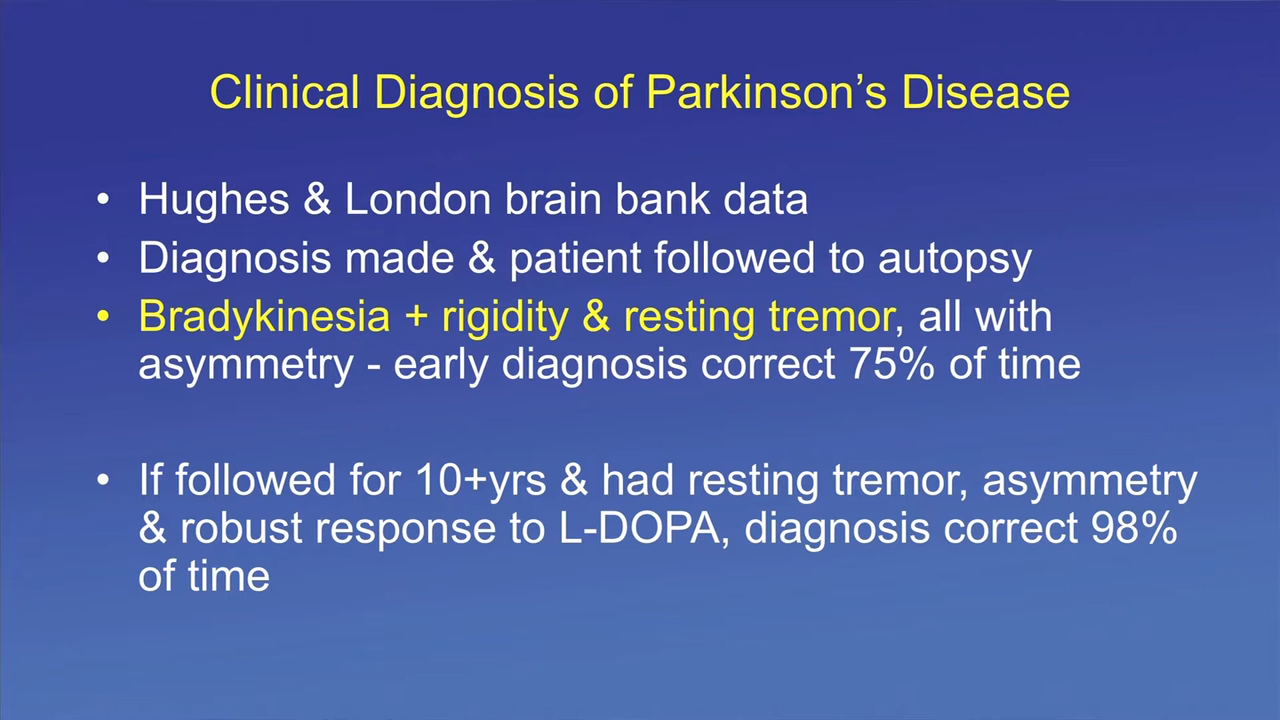 Clinical Diagnosis of Parkinson’s Disease
• Hughes & London brain bank data
• Diagnosis made & patient followed to autopsy
• Bradykinesia + rigidity & resting tremor, all with
asymmetry - early diagnosis correct 75% of time
• If followed for 10+yrs & had resting tremor, asymmetry
& robust response to L-DOPA, diagnosis correct 98%
of time